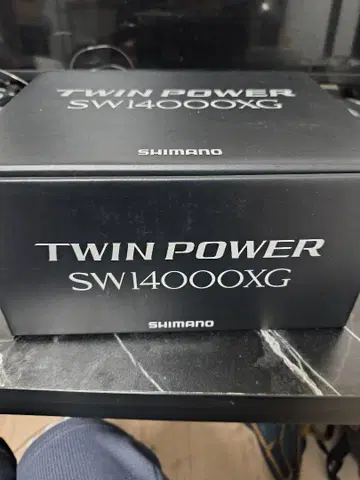 TWIN POWER
SW14000XG
SHIMANO
TWIN POWER
SW14000XG
SHIMANO